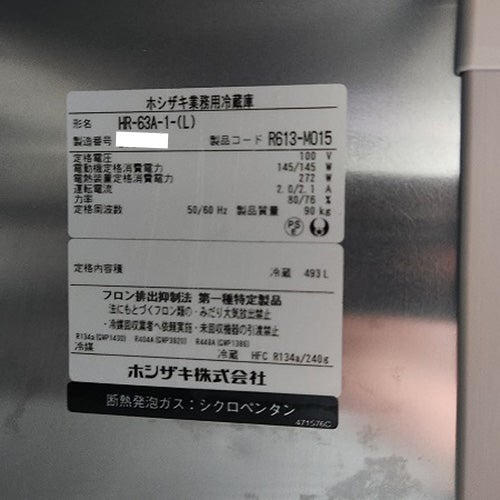 ホシザキ業務用冷蔵庫
形名 HR-63A-1-(L)
製造番号 製品コード R613-M015
定格電圧 100 V
電動機定格消費電力 145/145 W
電熱装置定格消費電力 272 W
運転電流 2.0/2.1 A
力率 80/76 %
定格周波数 50/60 Hz 製品質量 90 kg
PS
E
定格内容積 冷蔵 493 L
フロン排出抑制法 第一種特定製品
・法にもとづくフロン類の・みだり大気放出禁止
・冷媒回収業者へ依頼実施・未回収機器の引渡禁止
R134a(GWP1430) R404A(GWP3920) R448A(GWP1386)
冷媒 冷蔵 HFC R134a/240g
ホシザキ株式会社
断熱発泡ガス：シクロペンタン
471576C